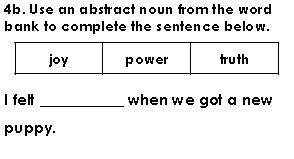 4b. Use an abstract noun from the word
bank to complete the sentence below.
joy power truth
I felt __________ when we got a new
puppy.